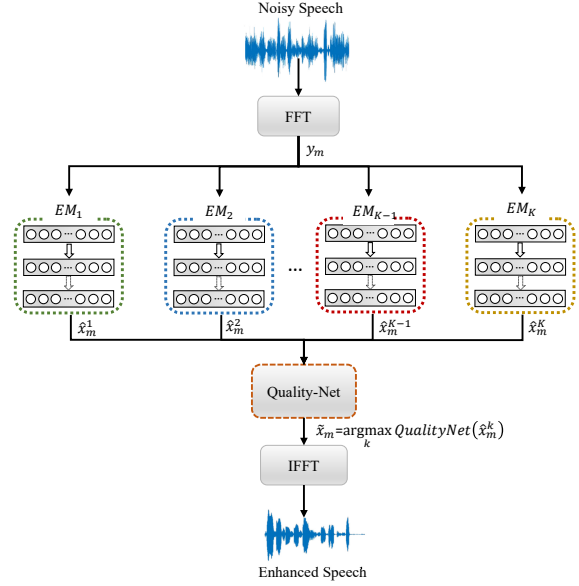 Noisy Speech
FFT
y_m
EM_1 EM_2 EM_{K-1} EM_K
...
x̂_m^1 x̂_m^2 x̂_m^{K-1} x̂_m^K
Quality-Net
x̃_m=argmax_k QualityNet(x̂_m^k)
IFFT
Enhanced Speech